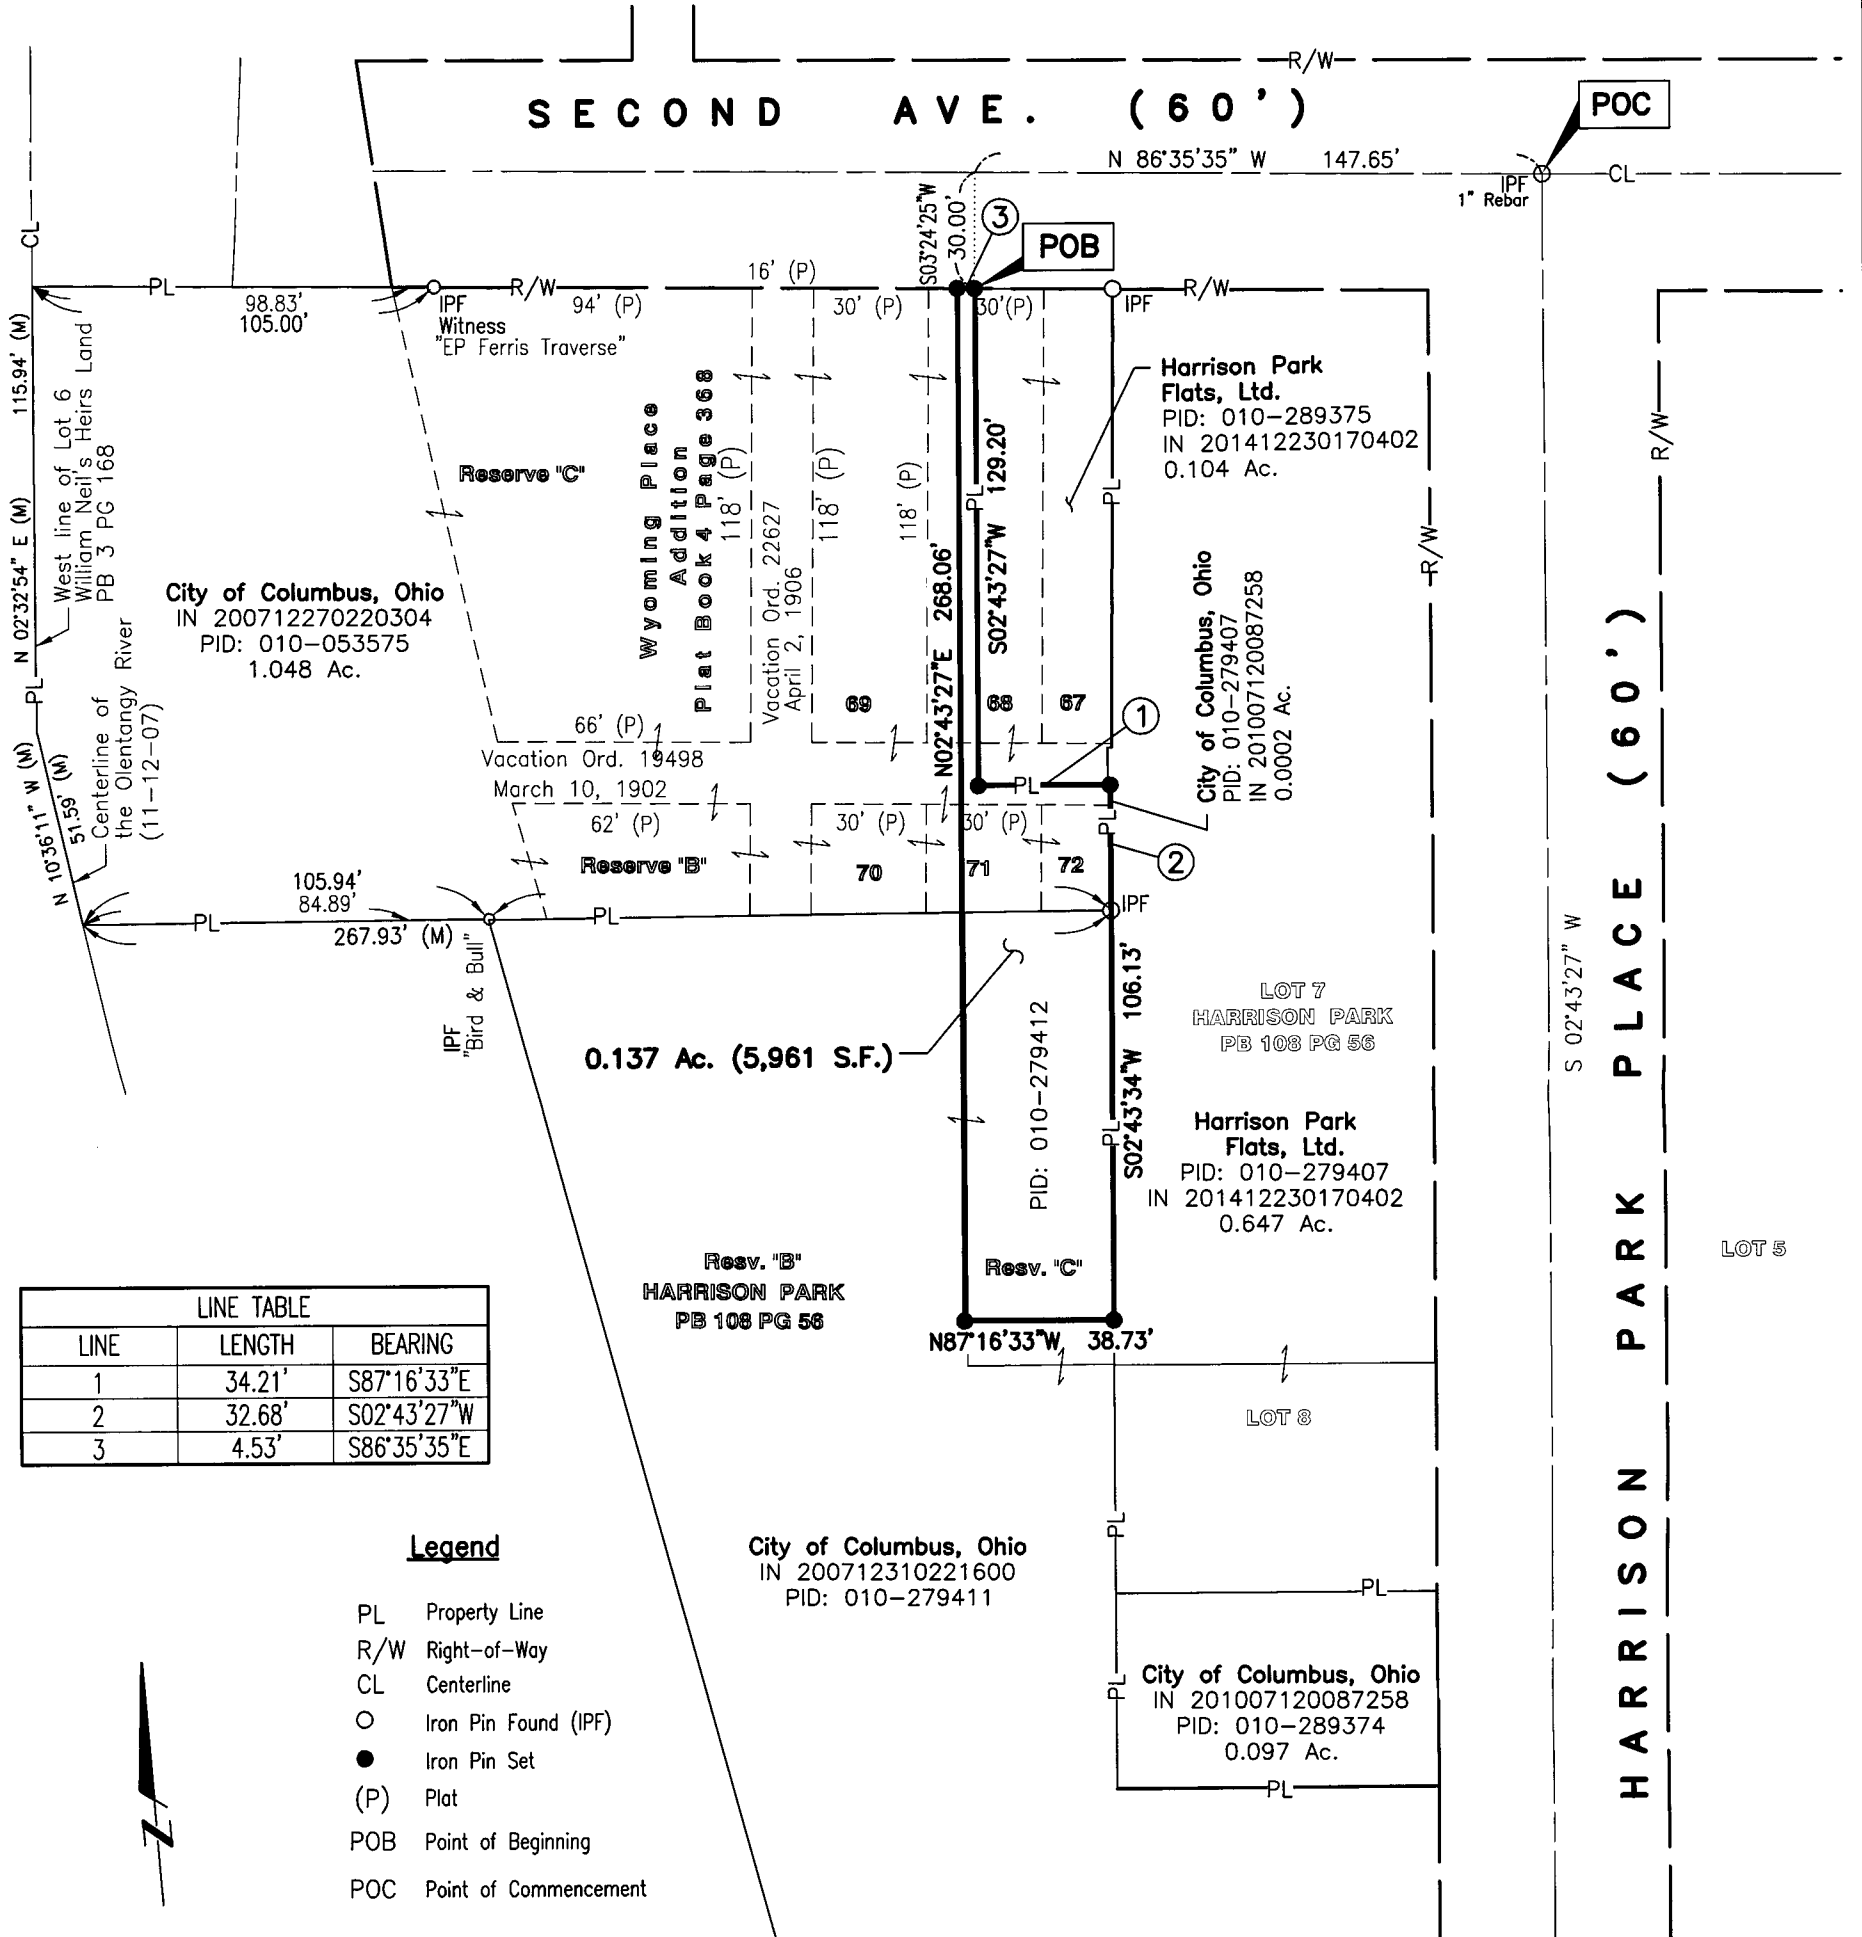 R/W
SECOND AVE. (60')
POC
N 86°35'35" W 147.65'
IPF
1" Rebar
CL
CL
S03°24'25"W
30.00'
3
POB
PL
98.83'
105.00'
IPF
Witness
"EP Ferris Traverse"
R/W
94' (P)
16' (P)
30' (P)
30'(P)
IPF
R/W
N 02°32'54" E (M) 115.94' (M)
West line of Lot 6
William Neil's Heirs Land
PB 3 PG 168
PL
Reserve "C"
Wyoming Place
Addition
Plat Book 4 Page 368
118' (P)
Vacation Ord. 22627
April 2, 1906
118' (P)
118' (P)
N02°43'27"E 268.06'
PL
S02°43'27"W 129.20'
PL
Harrison Park
Flats, Ltd.
PID: 010-289375
IN 201412230170402
0.104 Ac.
R/W
R/W
City of Columbus, Ohio
IN 200712270220304
PID: 010-053575
1.048 Ac.
City of Columbus, Ohio
PID: 010-279407
IN 201007120087258
0.0002 Ac.
69
68
67
1
66' (P)
Vacation Ord. 19498
March 10, 1902
62' (P)
30' (P)
30' (P)
PL
PL
2
Reserve "B"
70
71
72
N 10°36'11" W (M)
51.59' (M)
Centerline of
the Olentangy River
(11-12-07)
105.94'
84.89'
PL
267.93' (M)
PL
IPF
IPF
"Bird & Bull"
0.137 Ac. (5,961 S.F.)
PID: 010-279412
S02°43'34"W 106.13'
PL
LOT 7
HARRISON PARK
PB 108 PG 56
Harrison Park
Flats, Ltd.
PID: 010-279407
IN 201412230170402
0.647 Ac.
S 02°43'27" W
HARRISON PARK PLACE (60')
LOT 5
Resv. "B"
HARRISON PARK
PB 108 PG 56
Resv. "C"
N87°16'33"W 38.73'
LOT 8
LINE TABLE
LINE LENGTH BEARING
1 34.21' S87°16'33"E
2 32.68' S02°43'27"W
3 4.53' S86°35'35"E
PL
PL
City of Columbus, Ohio
IN 200712310221600
PID: 010-279411
PL
City of Columbus, Ohio
IN 201007120087258
PID: 010-289374
0.097 Ac.
PL
Legend
PL Property Line
R/W Right-of-Way
CL Centerline
Iron Pin Found (IPF)
Iron Pin Set
(P) Plat
POB Point of Beginning
POC Point of Commencement
N